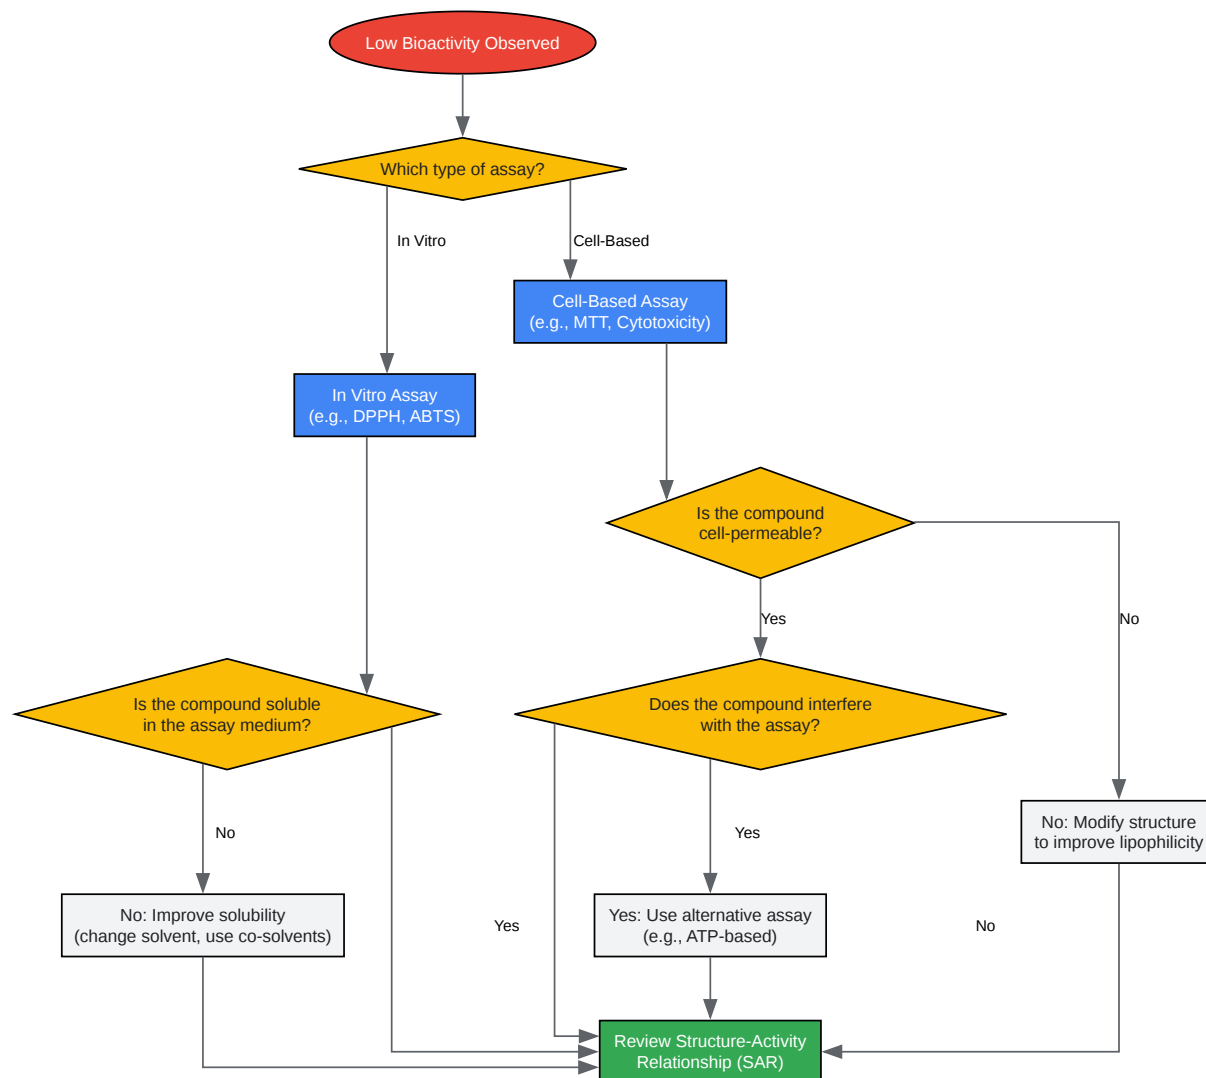 Low Bioactivity Observed
Which type of assay?
In Vitro
Cell-Based
Cell-Based Assay
(e.g., MTT, Cytotoxicity)
In Vitro Assay
(e.g., DPPH, ABTS)
Is the compound
cell-permeable?
Yes
No
Is the compound soluble
in the assay medium?
Does the compound interfere
with the assay?
No
Yes
No: Modify structure
to improve lipophilicity
No: Improve solubility
(change solvent, use co-solvents)
Yes
Yes: Use alternative assay
(e.g., ATP-based)
No
Review Structure-Activity
Relationship (SAR)